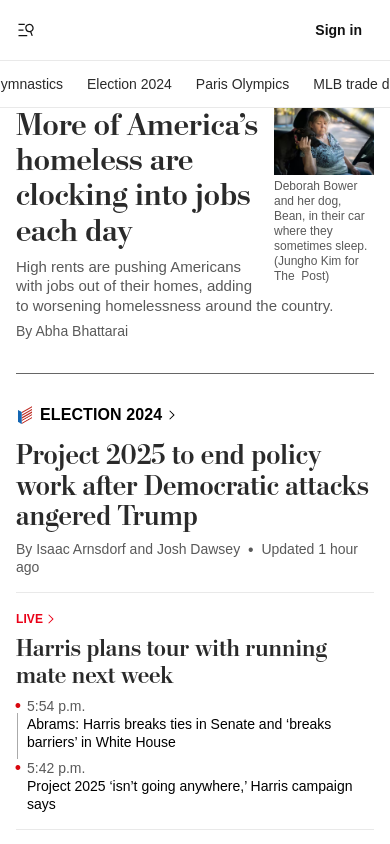 Sign in
ymnastics Election 2024 Paris Olympics MLB trade d
More of America’s
homeless are
clocking into jobs
each day
High rents are pushing Americans
with jobs out of their homes, adding
to worsening homelessness around the country.
By Abha Bhattarai
Deborah Bower
and her dog,
Bean, in their car
where they
sometimes sleep.
(Jungho Kim for
The Post)
ELECTION 2024
Project 2025 to end policy
work after Democratic attacks
angered Trump
By Isaac Arnsdorf and Josh Dawsey • Updated 1 hour
ago
LIVE
Harris plans tour with running
mate next week
5:54 p.m.
Abrams: Harris breaks ties in Senate and ‘breaks
barriers’ in White House
5:42 p.m.
Project 2025 ‘isn’t going anywhere,’ Harris campaign
says